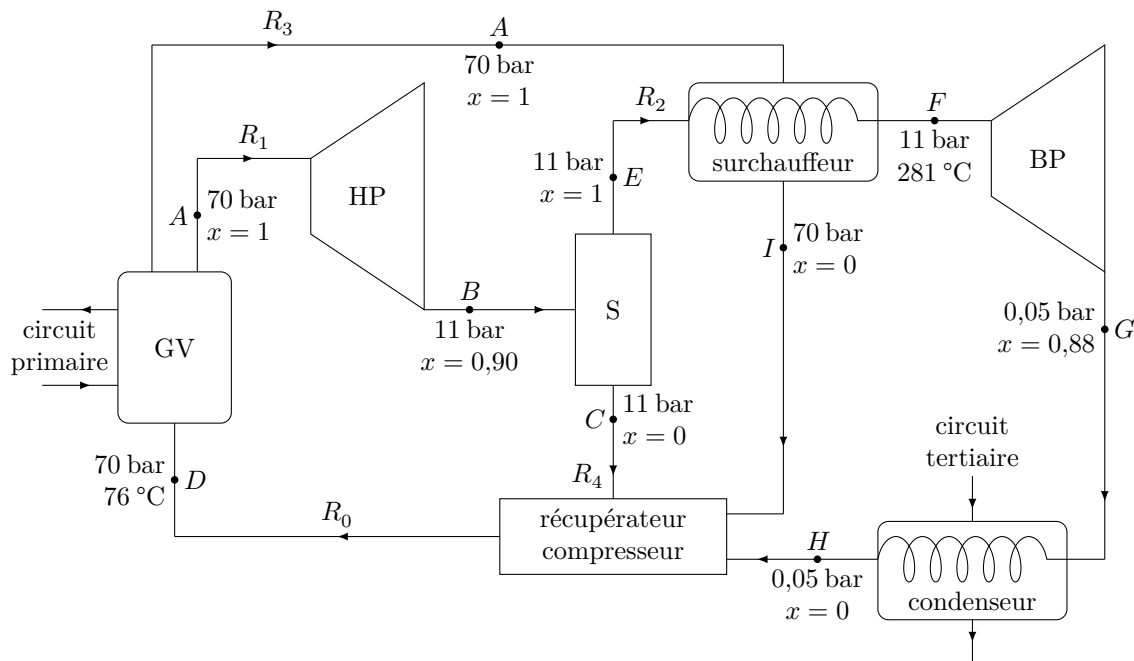 R₃
A
70 bar
x = 1
R₁
A
70 bar
x = 1
HP
B
11 bar
x = 0,90
R₂
11 bar
x = 1
E
surchauffeur
F
11 bar
281 °C
BP
S
I
70 bar
x = 0
0,05 bar
x = 0,88
G
GV
circuit
primaire
C
11 bar
x = 0
R₄
70 bar
76 °C
D
R₀
récupérateur
compresseur
H
0,05 bar
x = 0
circuit
tertiaire
condenseur